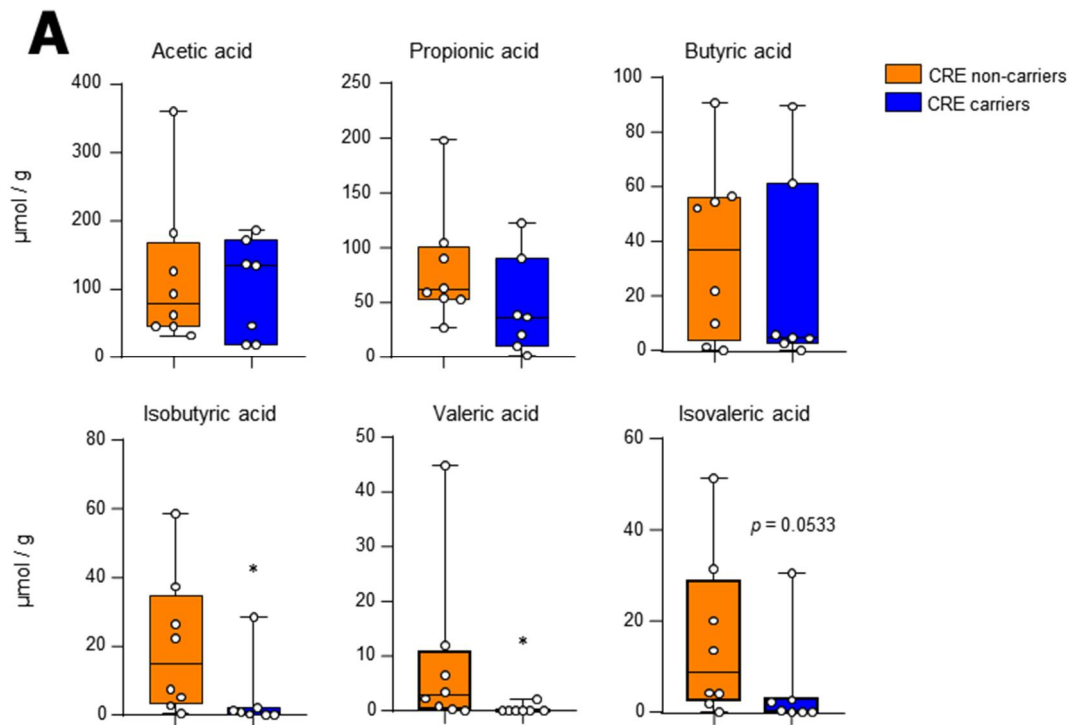 A
Acetic acid
Propionic acid
Butyric acid
CRE non-carriers
CRE carriers
μmol / g
400
300
200
100
0
250
200
150
100
50
0
100
80
60
40
20
0
Isobutyric acid
Valeric acid
Isovaleric acid
μmol / g
80
60
40
20
0
*
50
40
30
20
10
0
*
60
40
20
0
p = 0.0533